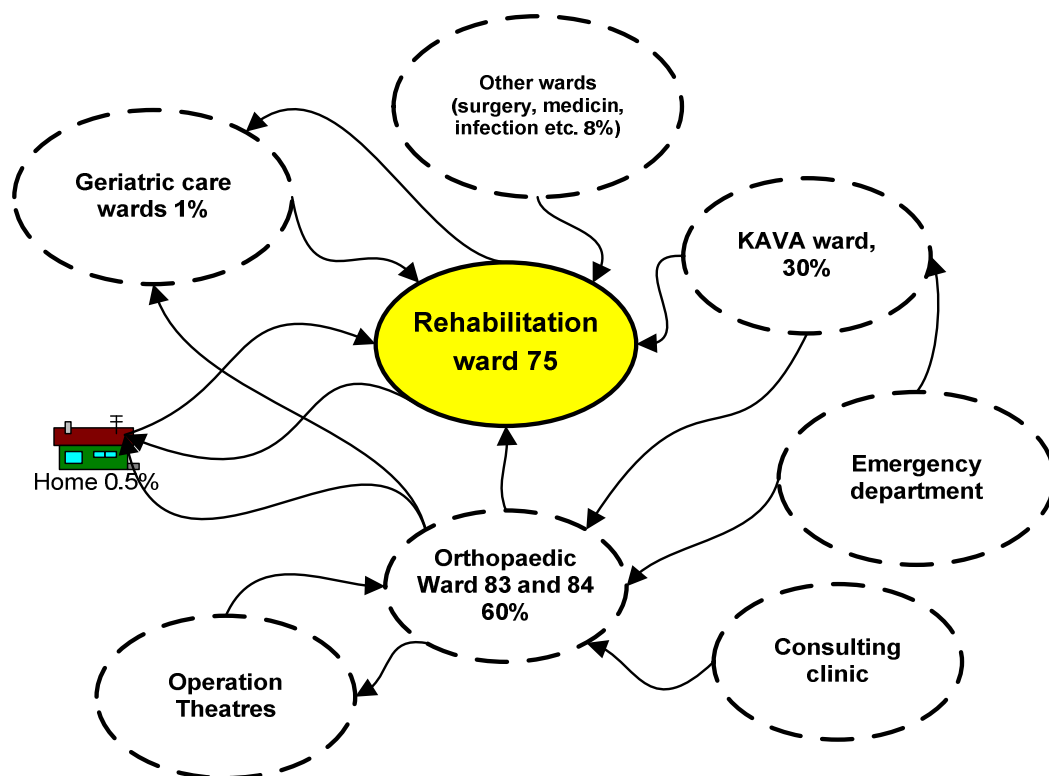 Other wards
(surgery, medicin,
infection etc. 8%)
Geriatric care
wards 1%
KAVA ward,
30%
Rehabilitation
ward 75
Home 0.5%
Emergency
department
Orthopaedic
Ward 83 and 84
60%
Consulting
clinic
Operation
Theatres